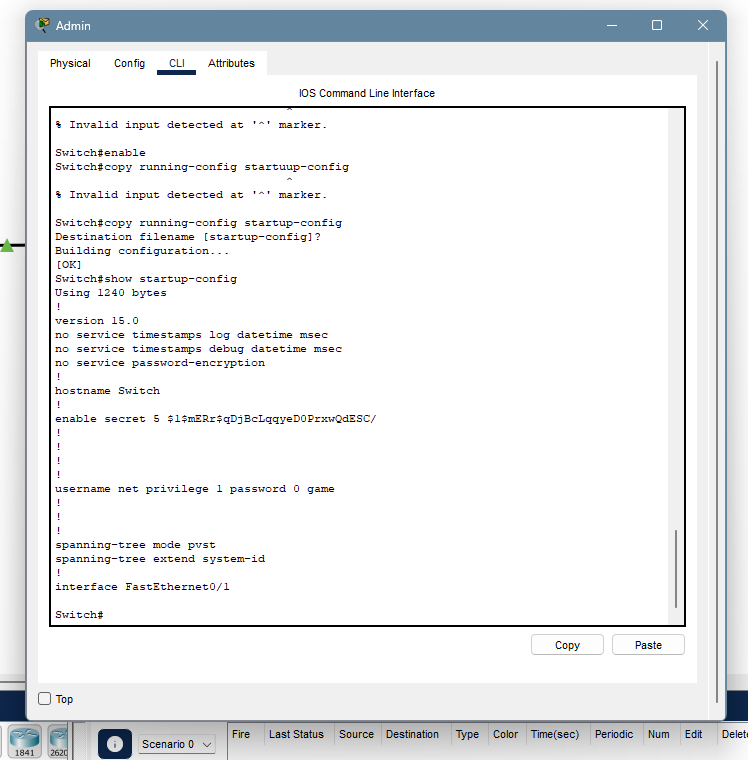 Admin
Physical Config CLI Attributes
IOS Command Line Interface
^
% Invalid input detected at '^' marker.
Switch#enable
Switch#copy running-config startuup-config
^
% Invalid input detected at '^' marker.
Switch#copy running-config startup-config
Destination filename [startup-config]?
Building configuration...
[OK]
Switch#show startup-config
Using 1240 bytes
!
version 15.0
no service timestamps log datetime msec
no service timestamps debug datetime msec
no service password-encryption
!
hostname Switch
!
enable secret 5 $1$mERr$qDjBcLqqyeD0PrxwQdESC/
!
!
!
!
username net privilege 1 password 0 game
!
!
!
spanning-tree mode pvst
spanning-tree extend system-id
!
interface FastEthernet0/1
Switch#
Copy Paste
Top
1841 2620 Scenario 0 Fire Last Status Source Destination Type Color Time(sec) Periodic Num Edit Delete